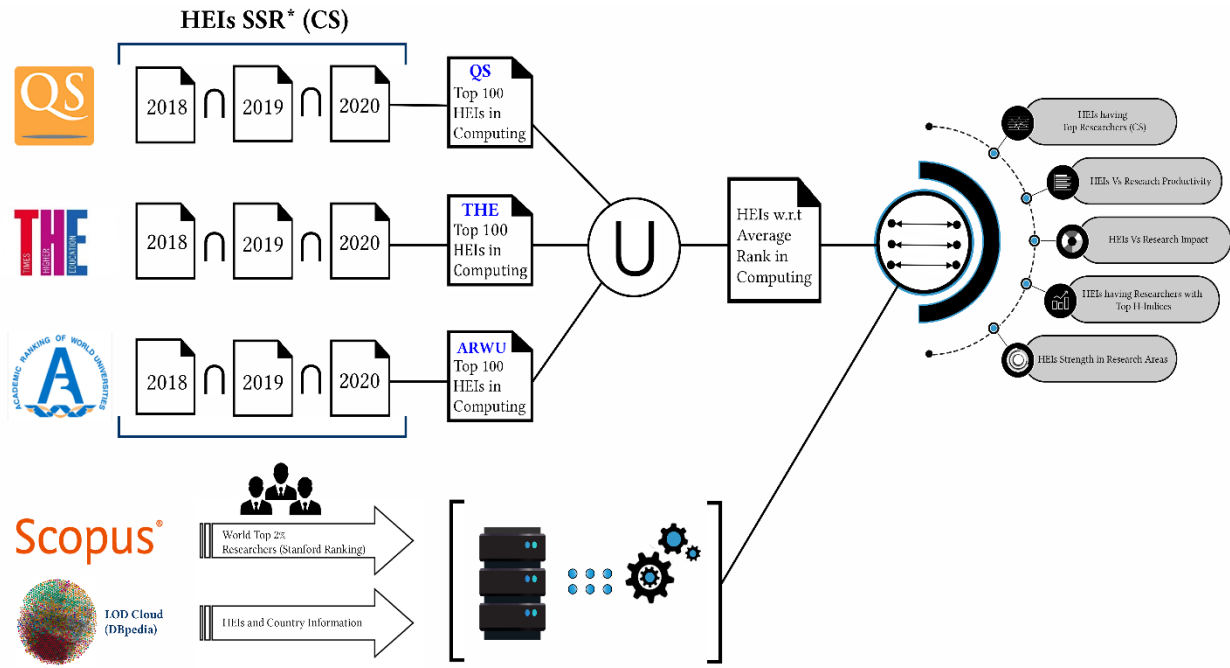 HEIs SSR* (CS)
QS
2018
∩
2019
∩
2020
QS
Top 100
HEIs in
Computing
THE
TIMES
HIGHER
EDUCATION
2018
∩
2019
∩
2020
THE
Top 100
HEIs in
Computing
ACADEMIC RANKING OF WORLD UNIVERSITIES
2018
∩
2019
∩
2020
ARWU
Top 100
HEIs in
Computing
U
HEIs w.r.t
Average
Rank in
Computing
HEIs having
Top Researchers (CS)
HEIs Vs Research Productivity
HEIs Vs Research Impact
HEIs having Researchers with
Top H-Indices
HEIs Strength in Research Areas
Scopus®
World Top 2%
Researchers (Stanford Ranking)
LOD Cloud
(DBpedia)
HEIs and Country Information